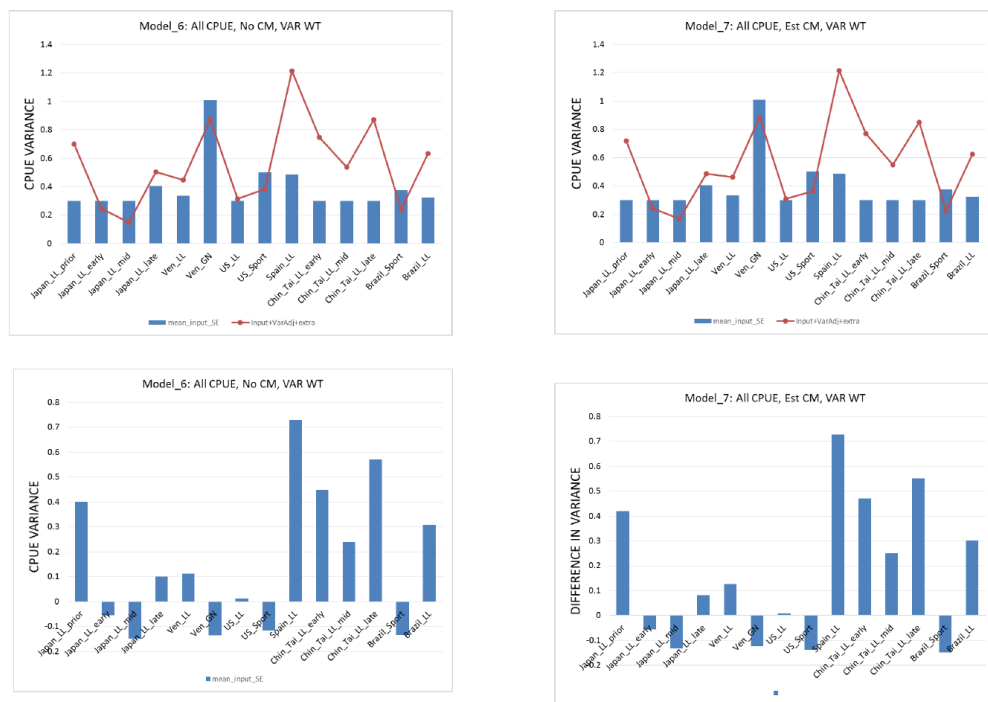 Model_6: All CPUE, No CM, VAR WT
1.4
1.2
1
0.8
0.6
0.4
0.2
0
CPUE VARIANCE
Japan_LL_prior
Japan_LL_early
Japan_LL_mid
Japan_LL_late
Ven_LL
Ven_GN
US_LL
US_Sport
Spain_LL
Chin_Tai_LL_early
Chin_Tai_LL_mid
Chin_Tai_LL_late
Brazil_Sport
Brazil_LL
mean_input_SE
Input+VarAdj+extra
Model_7: All CPUE, Est CM, VAR WT
1.4
1.2
1
0.8
0.6
0.4
0.2
0
CPUE VARIANCE
Japan_LL_prior
Japan_LL_early
Japan_LL_mid
Japan_LL_late
Ven_LL
Ven_GN
US_LL
US_Sport
Spain_LL
Chin_Tai_LL_early
Chin_Tai_LL_mid
Chin_Tai_LL_late
Brazil_Sport
Brazil_LL
mean_input_SE
Input+VarAdj+extra
Model_6: All CPUE, No CM, VAR WT
0.8
0.7
0.6
0.5
0.4
0.3
0.2
0.1
0
-0.1
-0.2
CPUE VARIANCE
Japan_LL_prior
Japan_LL_early
Japan_LL_mid
Japan_LL_late
Ven_LL
Ven_GN
US_LL
US_Sport
Spain_LL
Chin_Tai_LL_early
Chin_Tai_LL_mid
Chin_Tai_LL_late
Brazil_Sport
Brazil_LL
mean_input_SE
Model_7: All CPUE, Est CM, VAR WT
0.8
0.7
0.6
0.5
0.4
0.3
0.2
0.1
0
-0.1
-0.2
DIFFERENCE IN VARIANCE
Japan_LL_prior
Japan_LL_early
Japan_LL_mid
Japan_LL_late
Ven_LL
Ven_GN
US_LL
US_Sport
Spain_LL
Chin_Tai_LL_early
Chin_Tai_LL_mid
Chin_Tai_LL_late
Brazil_Sport
Brazil_LL